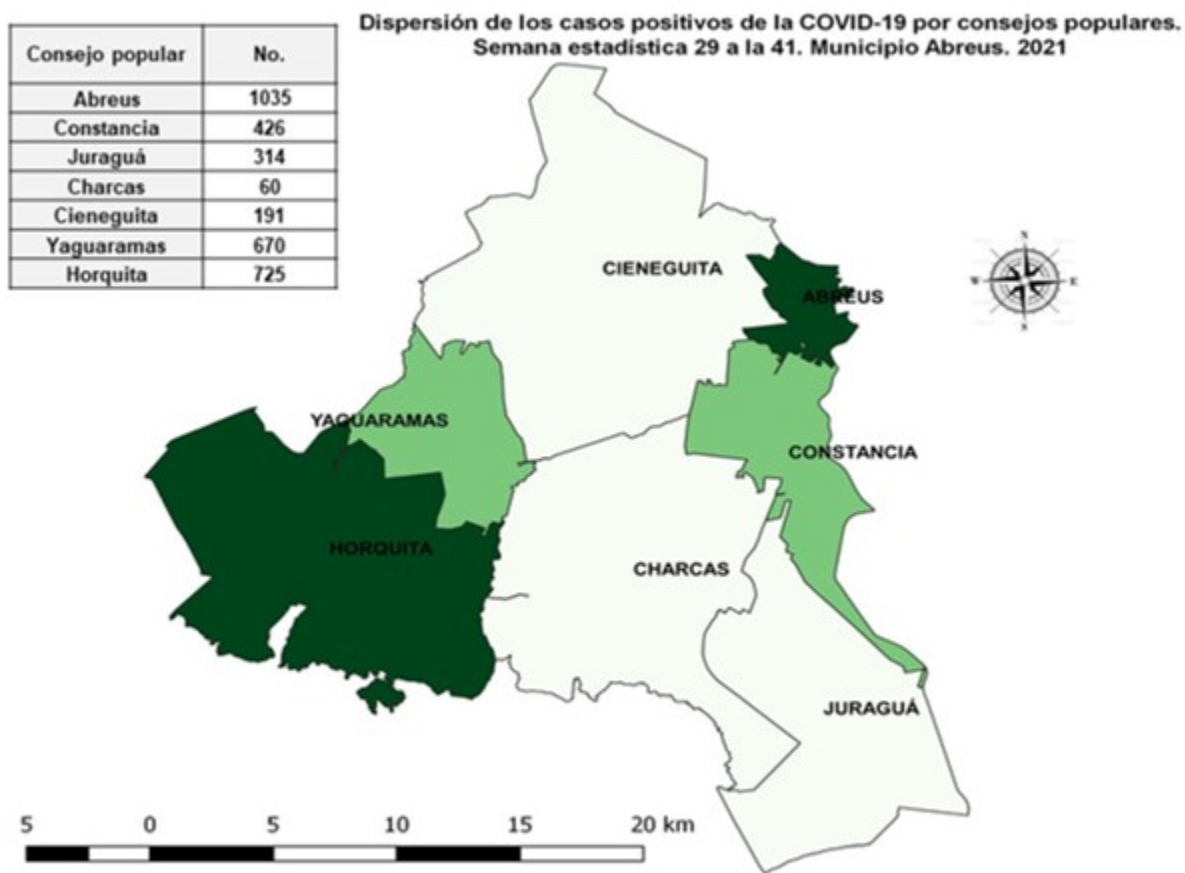 Dispersión de los casos positivos de la COVID-19 por consejos populares.
Semana estadística 29 a la 41. Municipio Abreus. 2021
Consejo popular No.
Abreus 1035
Constancia 426
Juraguá 314
Charcas 60
Cieneguita 191
Yaguaramas 670
Horquita 725
N
W E
S
CIENEGUITA
ABREUS
YAGUARAMAS
CONSTANCIA
HORQUITA
CHARCAS
JURAGUÁ
5 0 5 10 15 20 km